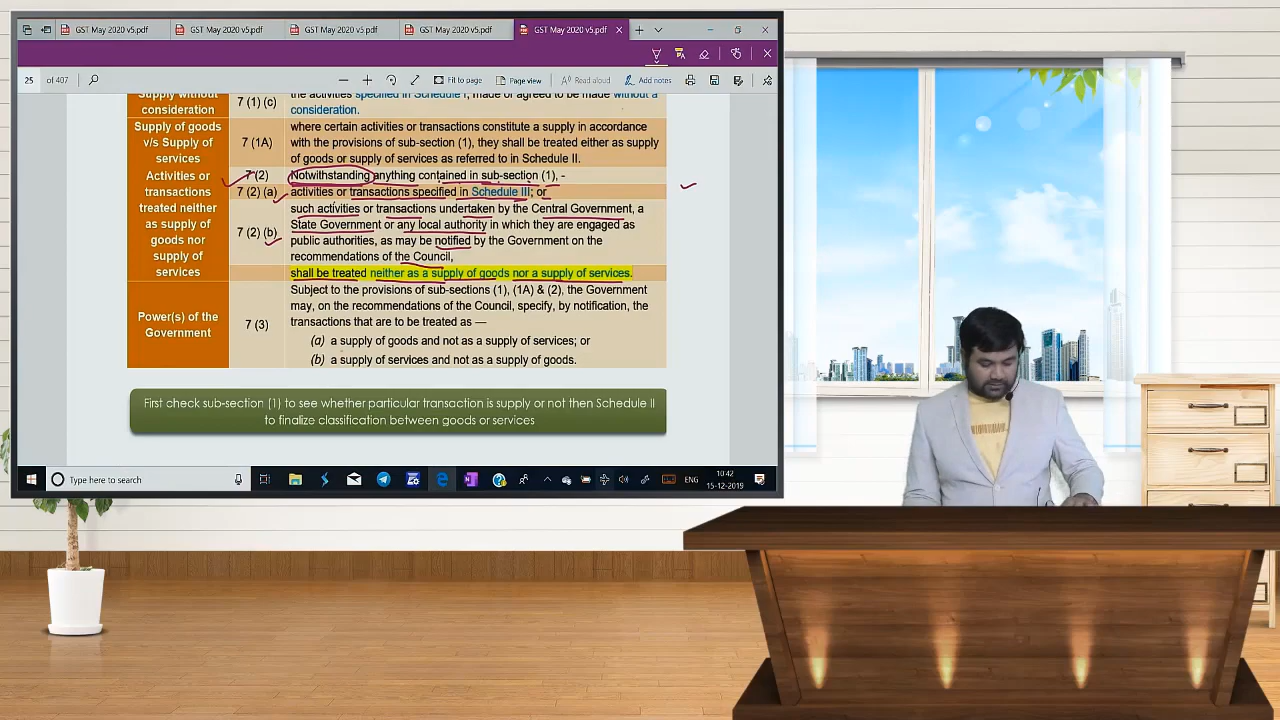 GST May 2020 v5.pdf
GST May 2020 v5.pdf
GST May 2020 v5.pdf
GST May 2020 v5.pdf
GST May 2020 v5.pdf
25 of 407
Fit to page
Page view
Read aloud
Add notes
Supply without
consideration
7 (1) (c)
the activities specified in Schedule I, made or agreed to be made without a
consideration.
Supply of goods
v/s Supply of
services
7 (1A)
where certain activities or transactions constitute a supply in accordance
with the provisions of sub-section (1), they shall be treated either as supply
of goods or supply of services as referred to in Schedule II.
Activities or
transactions
treated neither
as supply of
goods nor
supply of
services
7 (2)
Notwithstanding anything contained in sub-section (1), -
7 (2) (a)
activities or transactions specified in Schedule III; or
7 (2) (b)
such activities or transactions undertaken by the Central Government, a
State Government or any local authority in which they are engaged as
public authorities, as may be notified by the Government on the
recommendations of the Council,
shall be treated neither as a supply of goods nor a supply of services.
Power(s) of the
Government
7 (3)
Subject to the provisions of sub-sections (1), (1A) & (2), the Government
may, on the recommendations of the Council, specify, by notification, the
transactions that are to be treated as —
(a) a supply of goods and not as a supply of services; or
(b) a supply of services and not as a supply of goods.
First check sub-section (1) to see whether particular transaction is supply or not then Schedule II
to finalize classification between goods or services
Type here to search
ENG
10:42
15-12-2019